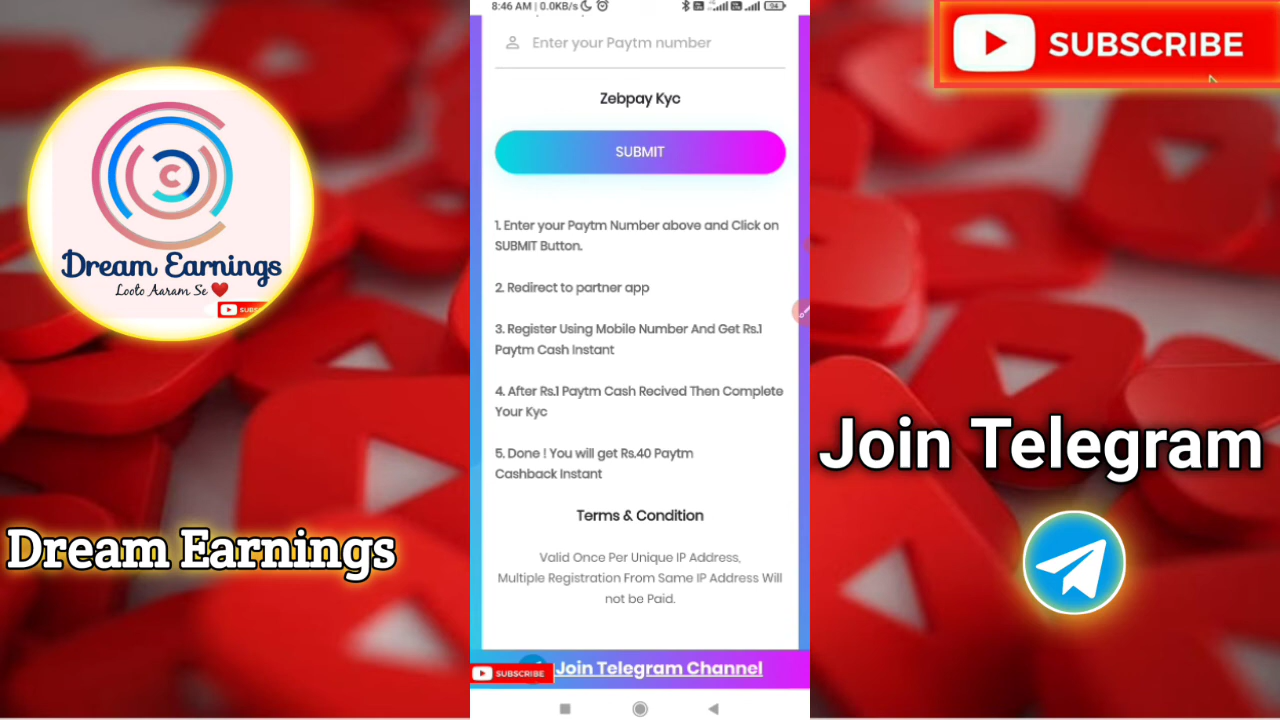 8:46 AM | 0.0KB/s
94
Enter your Paytm number
SUBSCRIBE
Zebpay Kyc
SUBMIT
1. Enter your Paytm Number above and Click on
SUBMIT Button.
2. Redirect to partner app
3. Register Using Mobile Number And Get Rs.1
Paytm Cash Instant
4. After Rs.1 Paytm Cash Recived Then Complete
Your Kyc
5. Done ! You will get Rs.40 Paytm
Cashback Instant
Terms & Condition
Valid Once Per Unique IP Address,
Multiple Registration From Same IP Address Will
not be Paid.
SUBSCRIBE
Join Telegram Channel
Dream Earnings
Looto Aaram Se
SUBS
Dream Earnings
Join Telegram